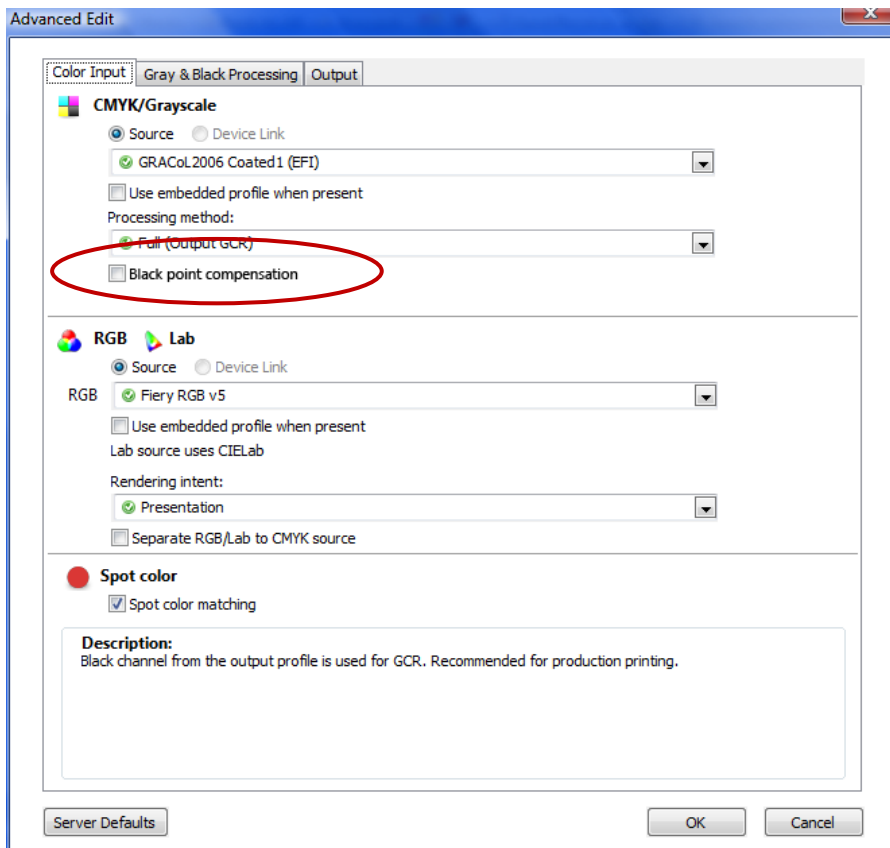 Advanced Edit
Color Input Gray & Black Processing Output
CMYK/Grayscale
Source Device Link
GRACoL2006 Coated1 (EFI)
Use embedded profile when present
Processing method:
Full (Output GCR)
Black point compensation
RGB Lab
Source Device Link
RGB Fiery RGB v5
Use embedded profile when present
Lab source uses CIELab
Rendering intent:
Presentation
Separate RGB/Lab to CMYK source
Spot color
Spot color matching
Description:
Black channel from the output profile is used for GCR. Recommended for production printing.
Server Defaults OK Cancel